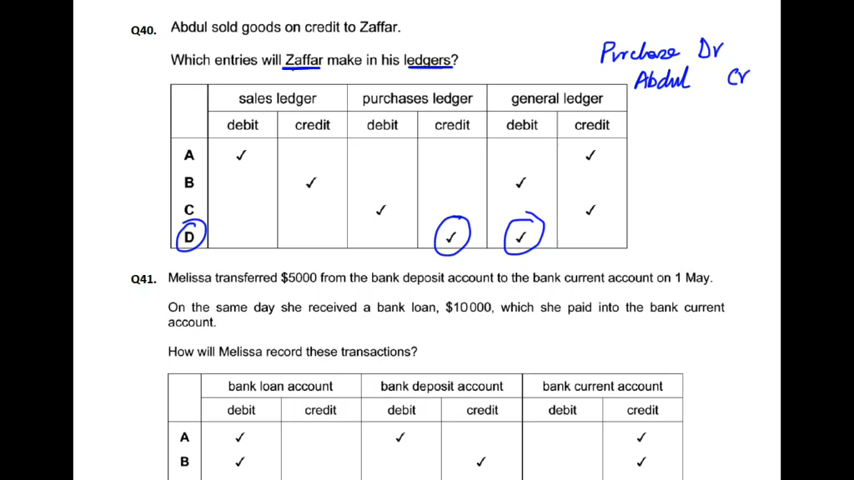 Q40. Abdul sold goods on credit to Zaffar.
Which entries will Zaffar make in his ledgers?
Purchase Dr
Abdul Cr
sales ledger purchases ledger general ledger
debit credit debit credit debit credit
A ✓ ✓
B ✓ ✓
C ✓ ✓
D ✓ ✓
Q41. Melissa transferred $5000 from the bank deposit account to the bank current account on 1 May.
On the same day she received a bank loan, $10000, which she paid into the bank current
account.
How will Melissa record these transactions?
bank loan account bank deposit account bank current account
debit credit debit credit debit credit
A ✓ ✓ ✓
B ✓ ✓ ✓